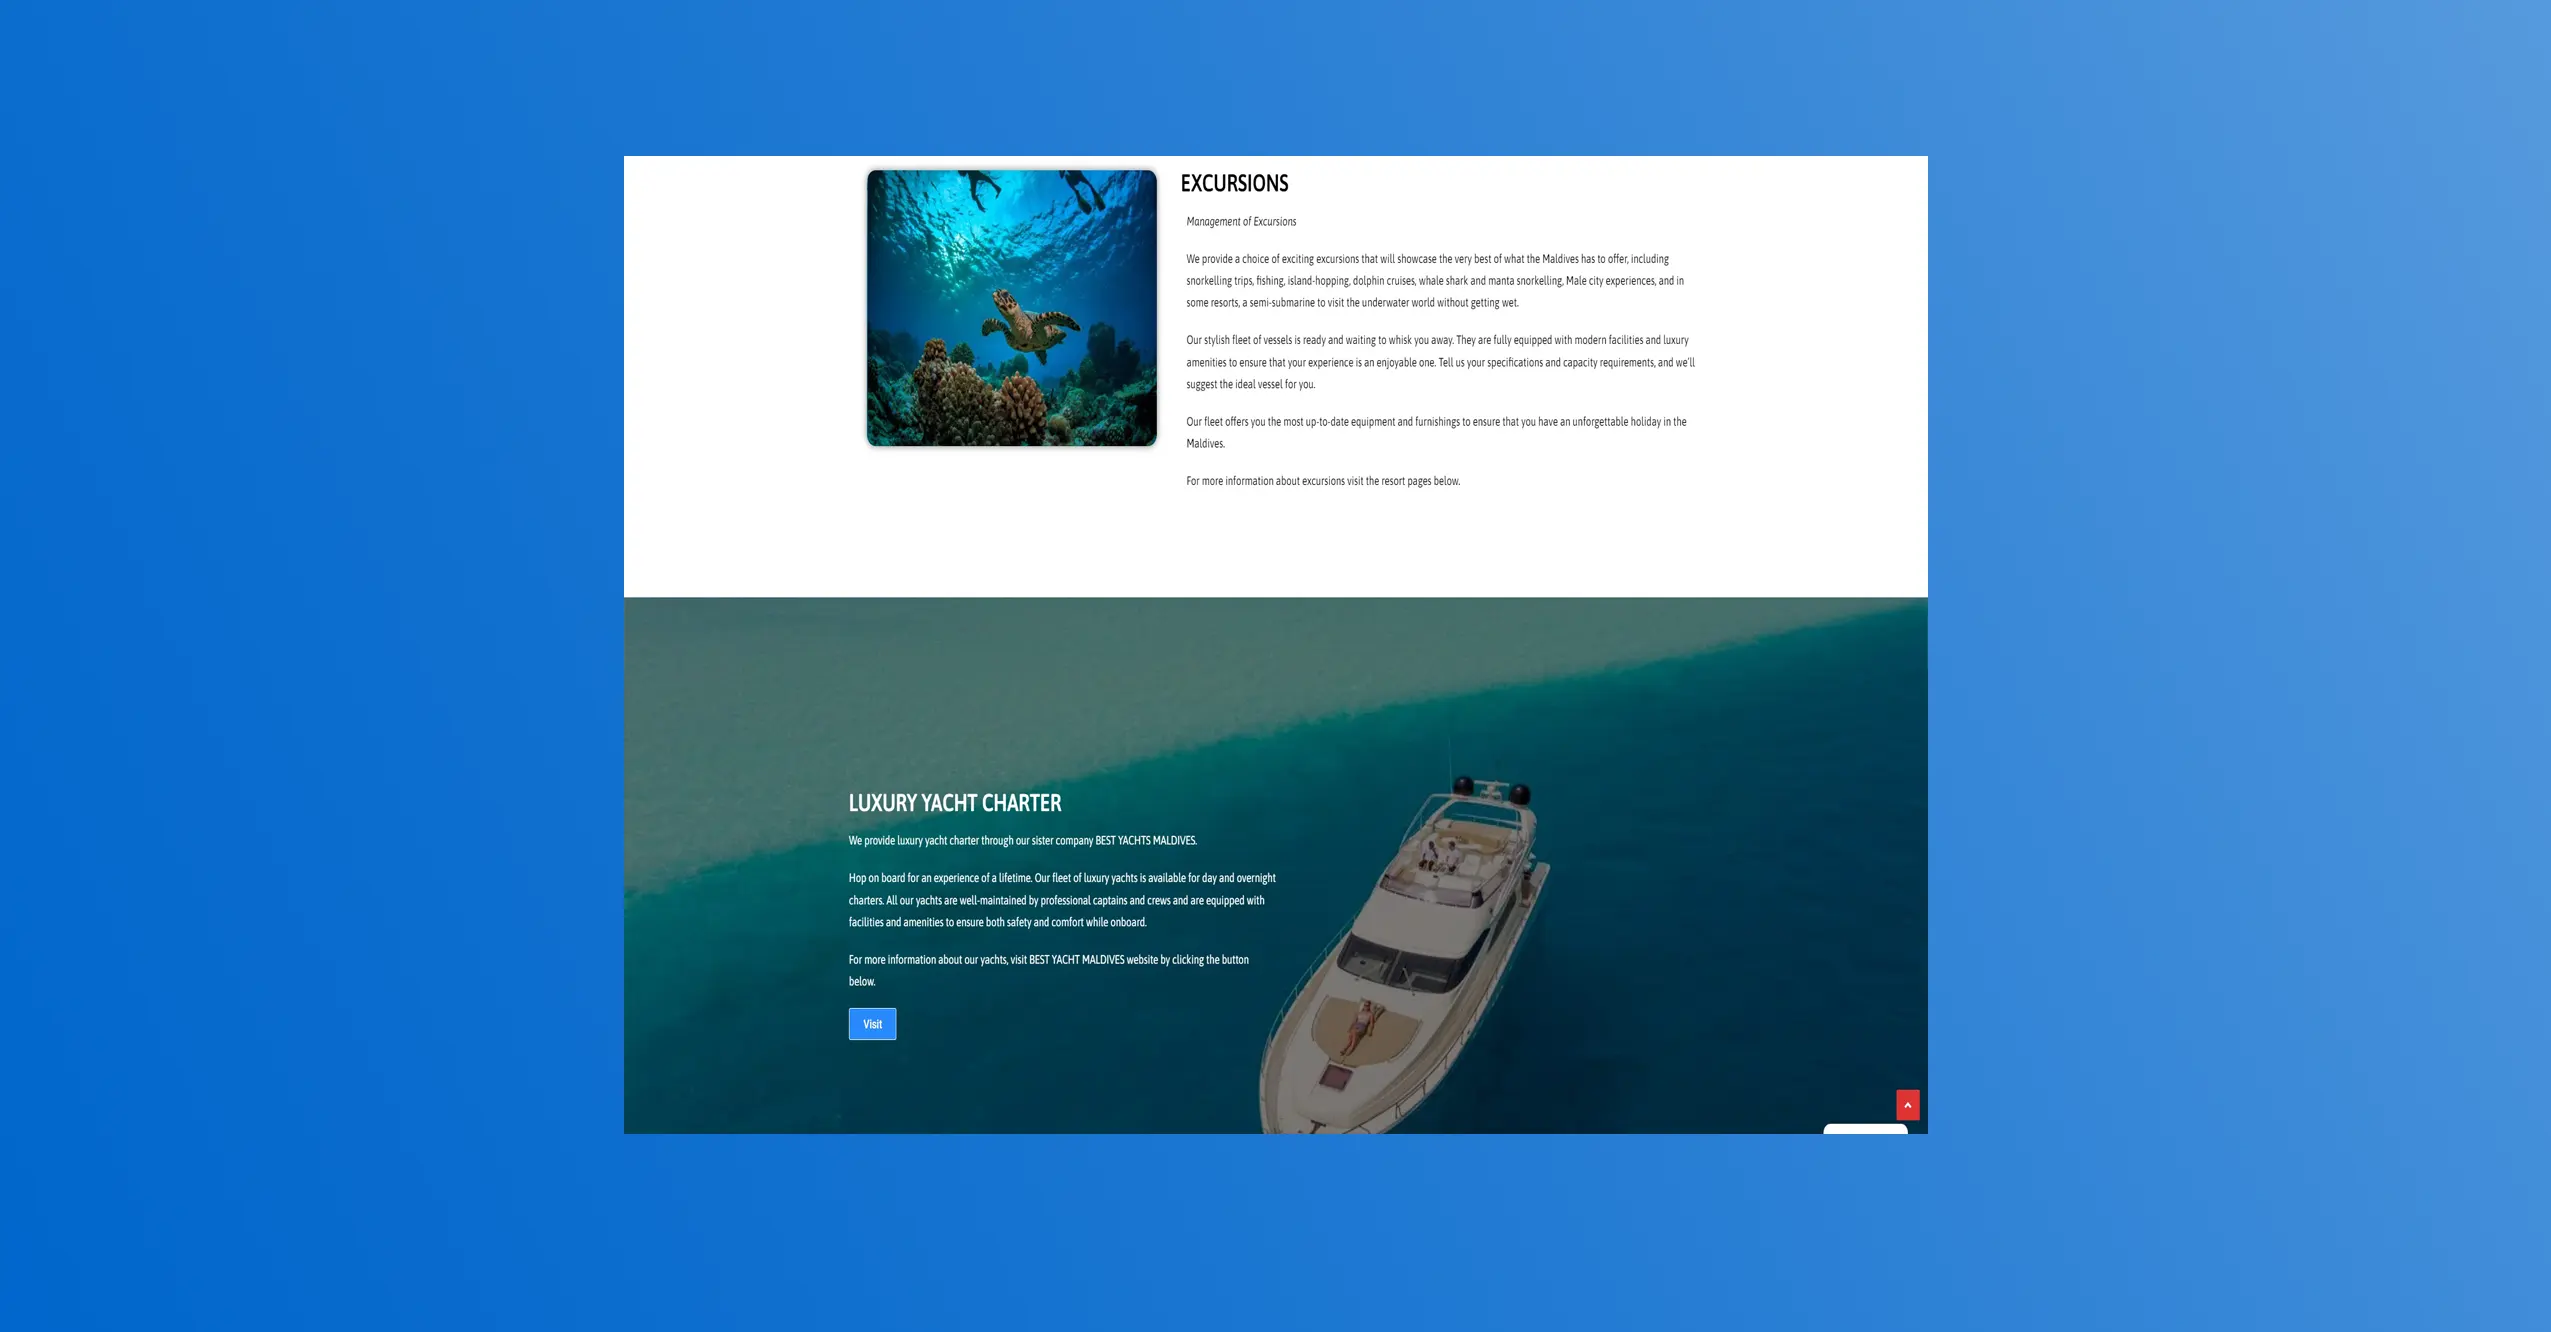 EXCURSIONS
Management of Excursions
We provide a choice of exciting excursions that will showcase the very best of what the Maldives has to offer, including
snorkelling trips, fishing, island-hopping, dolphin cruises, whale shark and manta snorkelling, Male city experiences, and in
some resorts, a semi-submarine to visit the underwater world without getting wet.
Our stylish fleet of vessels is ready and waiting to whisk you away. They are fully equipped with modern facilities and luxury
amenities to ensure that your experience is an enjoyable one. Tell us your specifications and capacity requirements, and we'll
suggest the ideal vessel for you.
Our fleet offers you the most up-to-date equipment and furnishings to ensure that you have an unforgettable holiday in the
Maldives.
For more information about excursions visit the resort pages below.
LUXURY YACHT CHARTER
We provide luxury yacht charter through our sister company BEST YACHTS MALDIVES.
Hop on board for an experience of a lifetime. Our fleet of luxury yachts is available for day and overnight
charters. All our yachts are well-maintained by professional captains and crews and are equipped with
facilities and amenities to ensure both safety and comfort while onboard.
For more information about our yachts, visit BEST YACHT MALDIVES website by clicking the button
below.
Visit